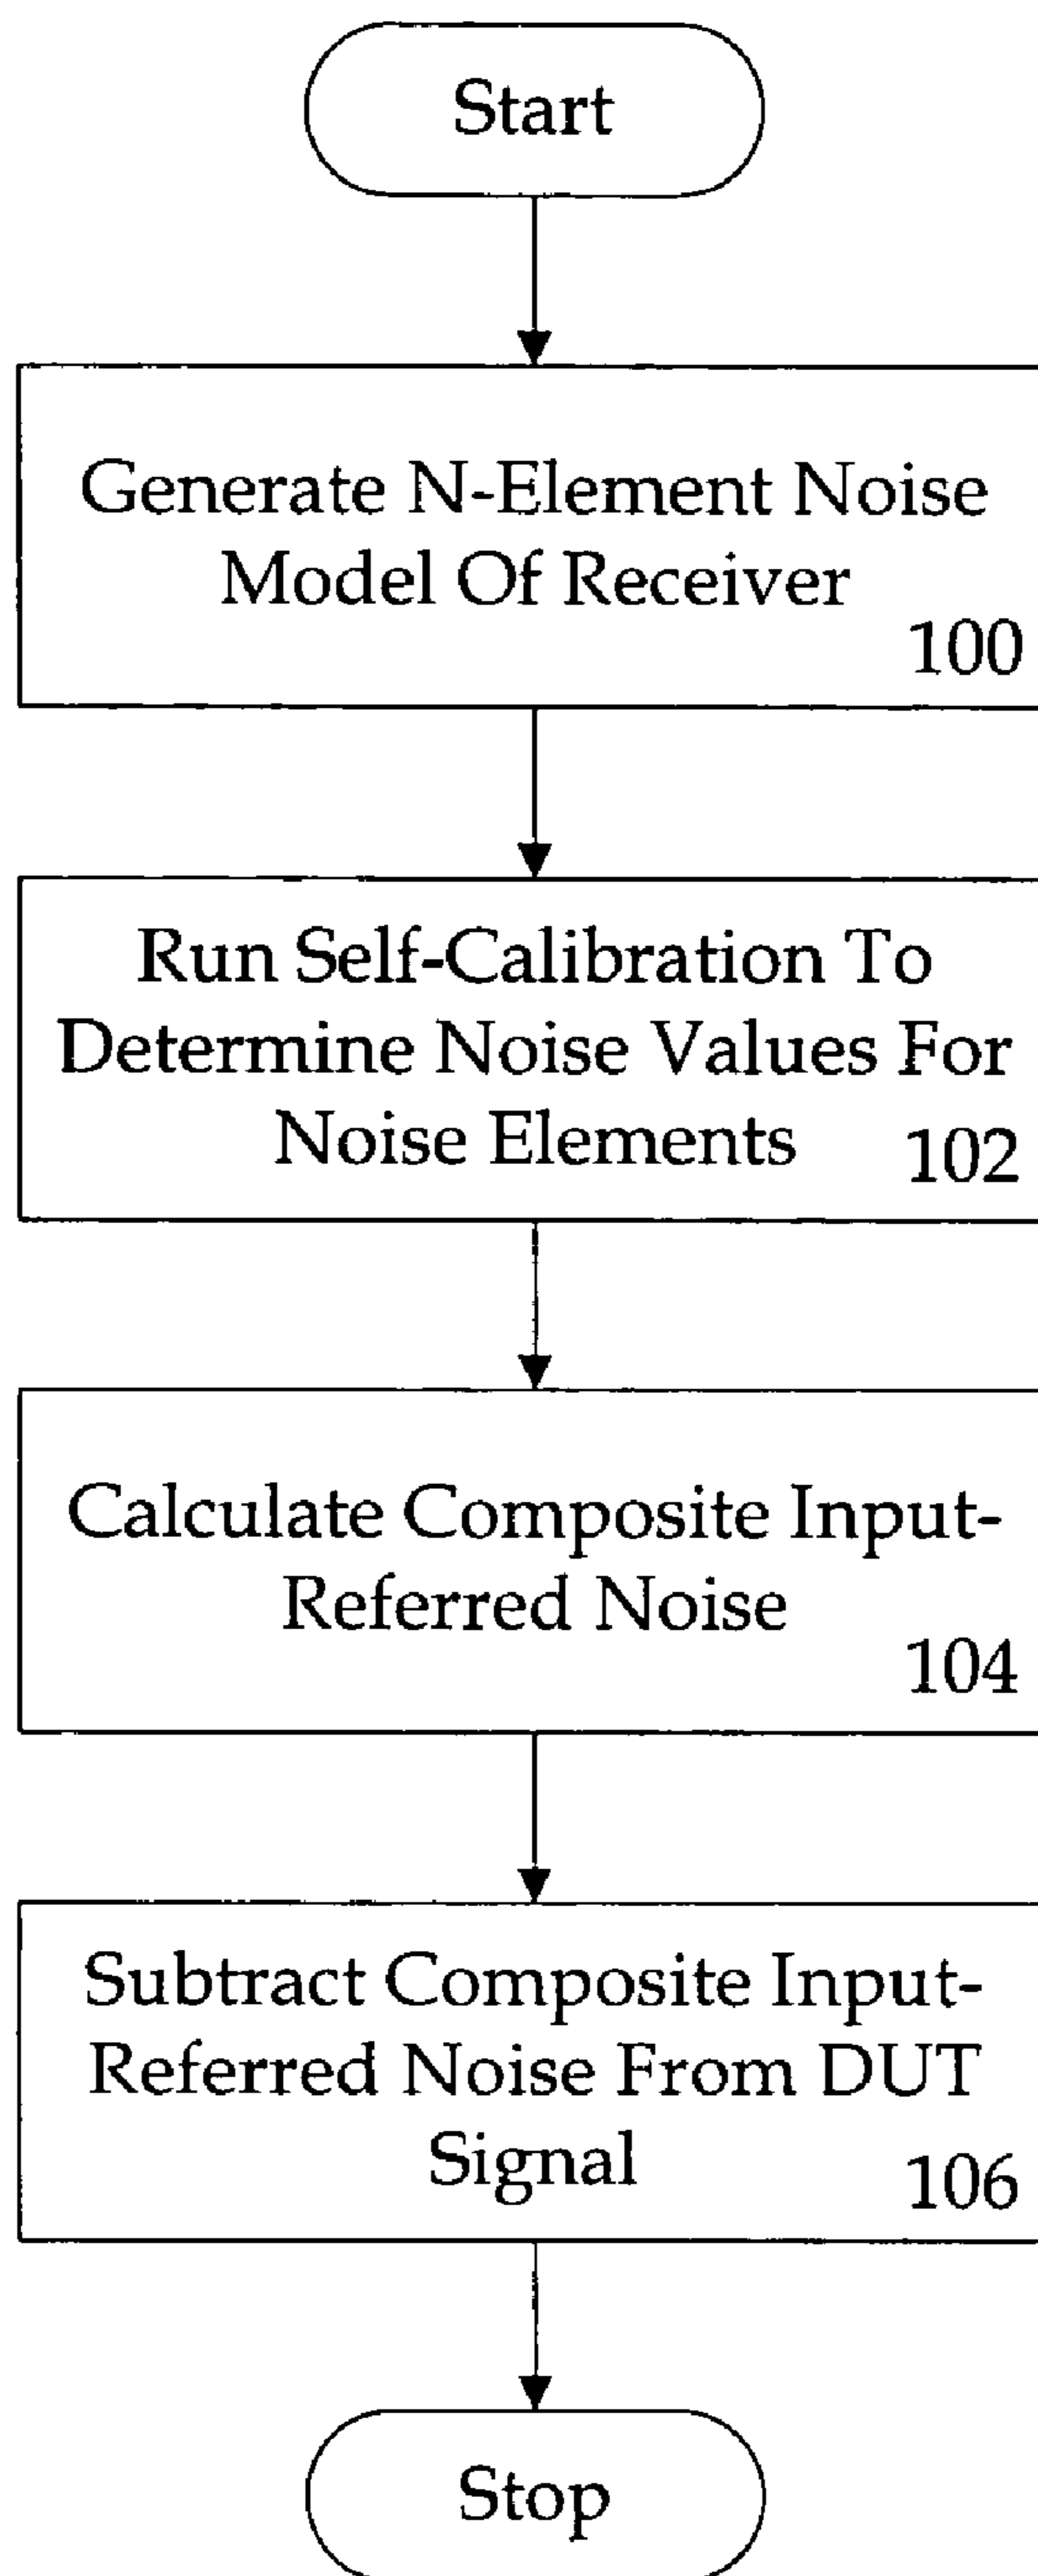 Start
Generate N-Element Noise
Model Of Receiver
100
Run Self-Calibration To
Determine Noise Values For
Noise Elements 102
Calculate Composite Input-
Referred Noise
104
Subtract Composite Input-
Referred Noise From DUT
Signal 106
Stop